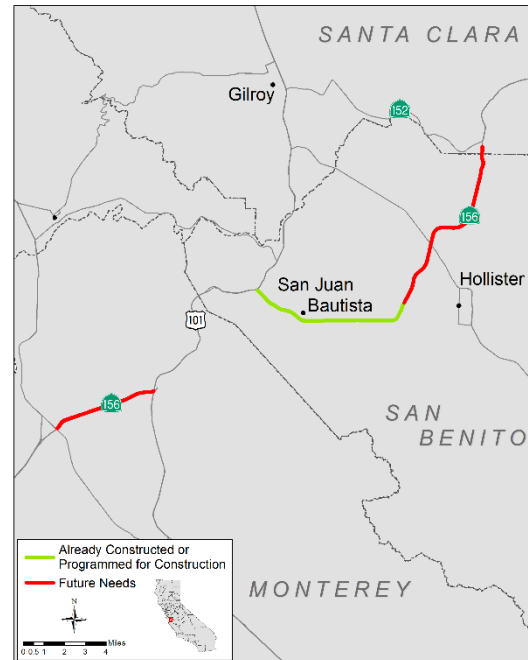 SANTA CLARA
Gilroy
152
156
San Juan
Bautista
Hollister
101
156
SAN
BENITO
Already Constructed or
Programmed for Construction
Future Needs
MONTEREY
N
Miles
0 0.5 1 2 3 4